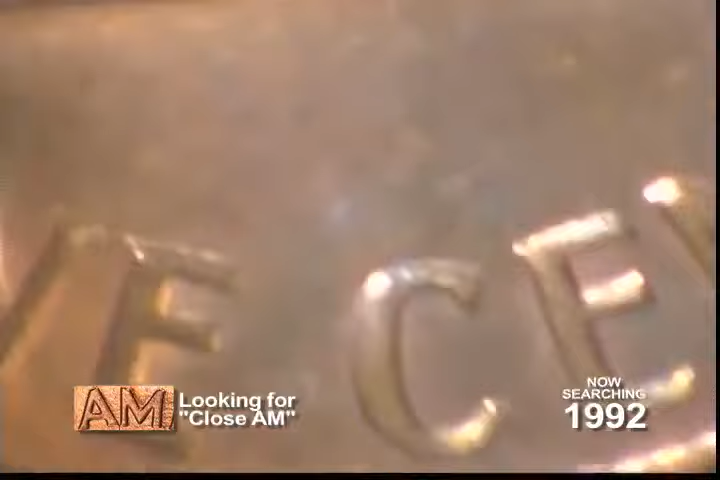 E CE
AM
Looking for
"Close AM"
NOW
SEARCHING
1992